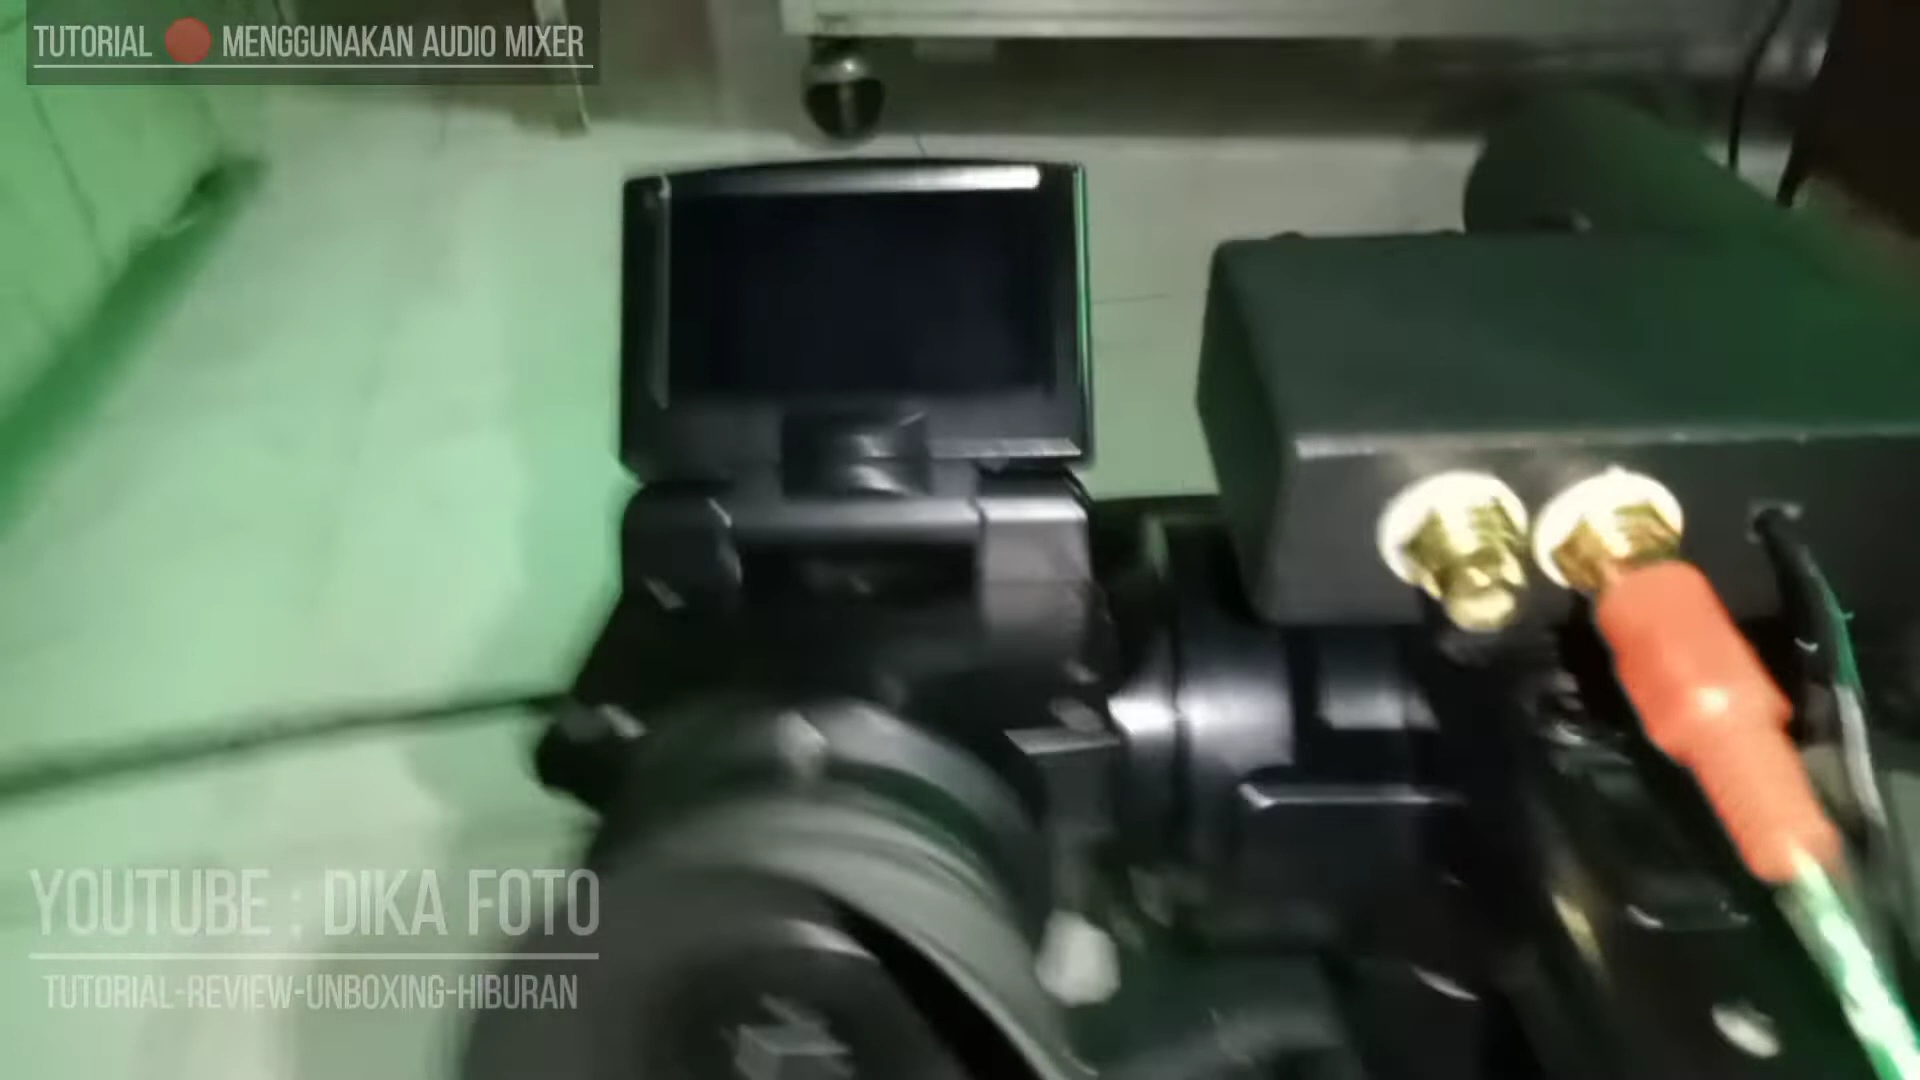 TUTORIAL 🔴 MENGGUNAKAN AUDIO MIXER
YOUTUBE : DIKA FOTO
TUTORIAL-REVIEW-UNBOXING-HIBURAN